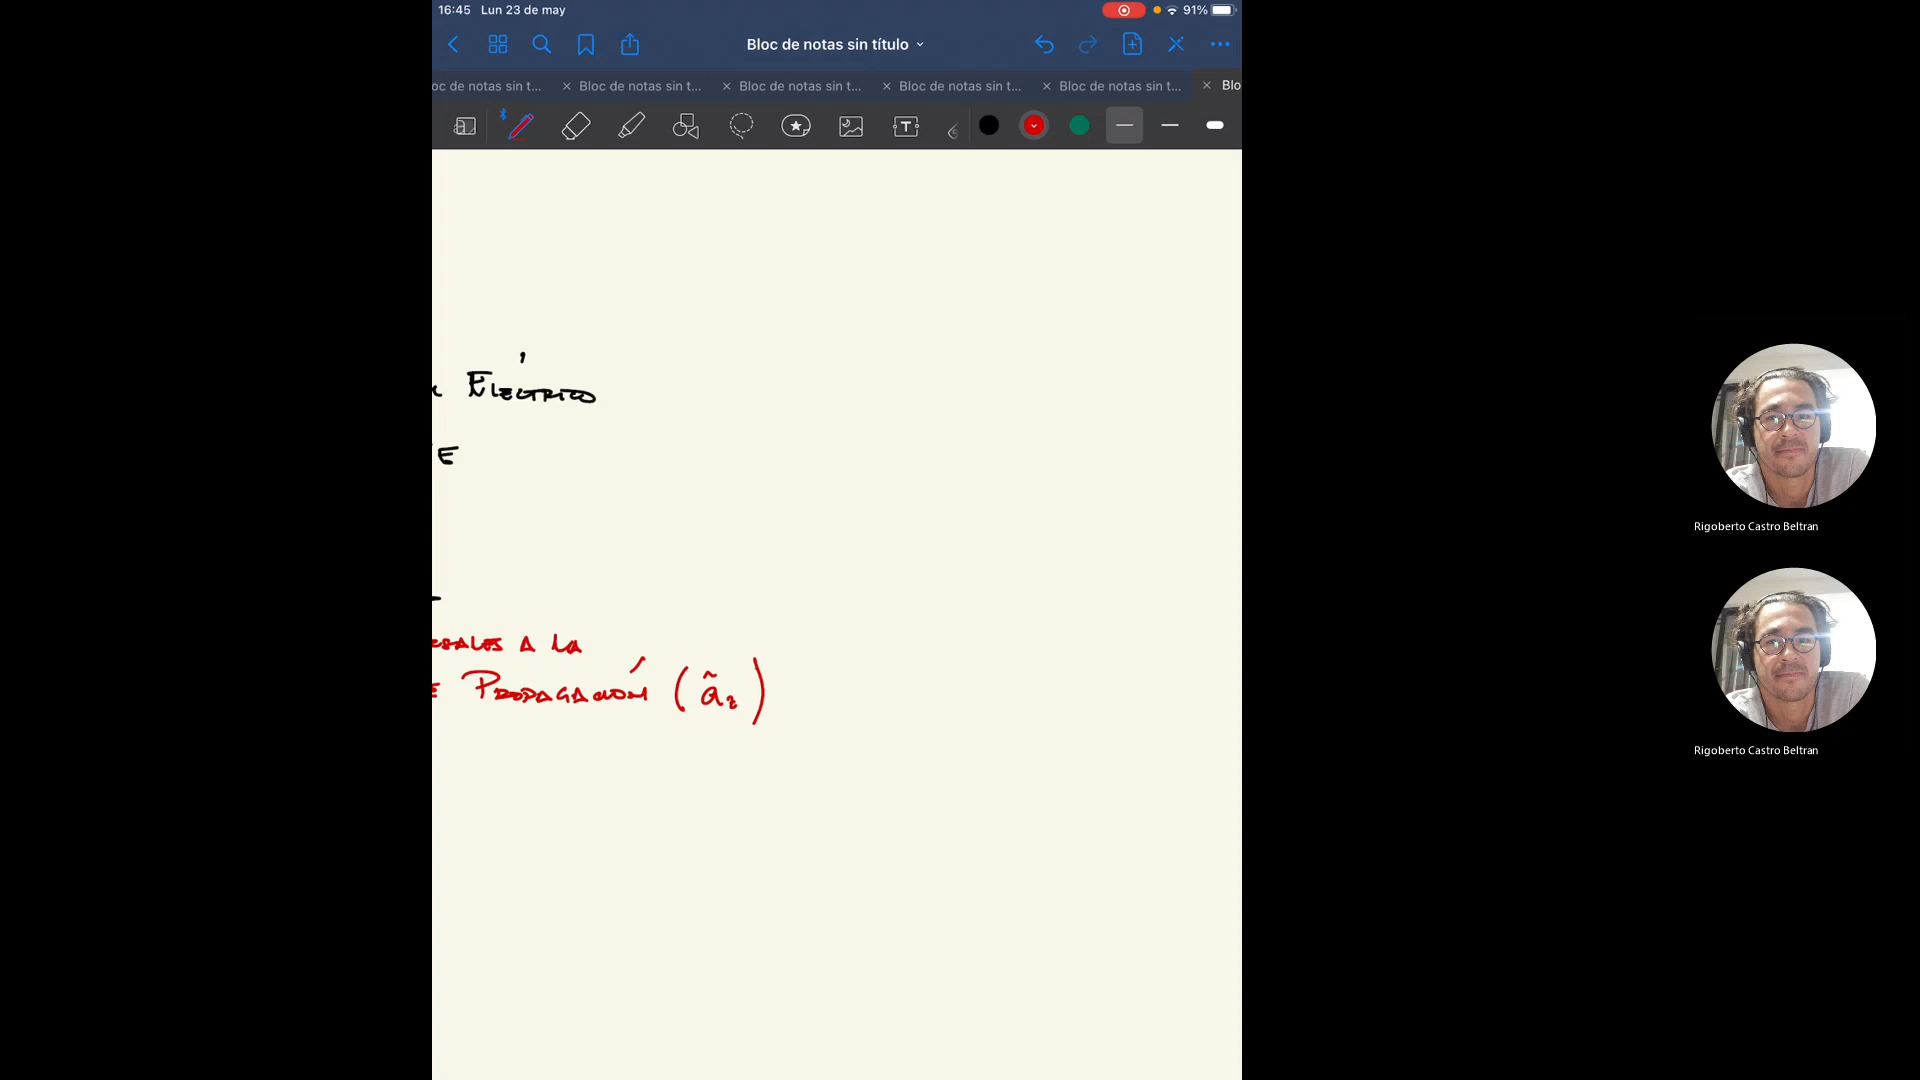 16:45 Lun 23 de may 91%
Bloc de notas sin título
oc de notas sin t... Bloc de notas sin t... Bloc de notas sin t... Bloc de notas sin t... Bloc de notas sin t... Blo
T
ELÉCTRICO
E
RSALES A LA
E PROPAGACIÓN (ã_z)
Rigoberto Castro Beltran
Rigoberto Castro Beltran